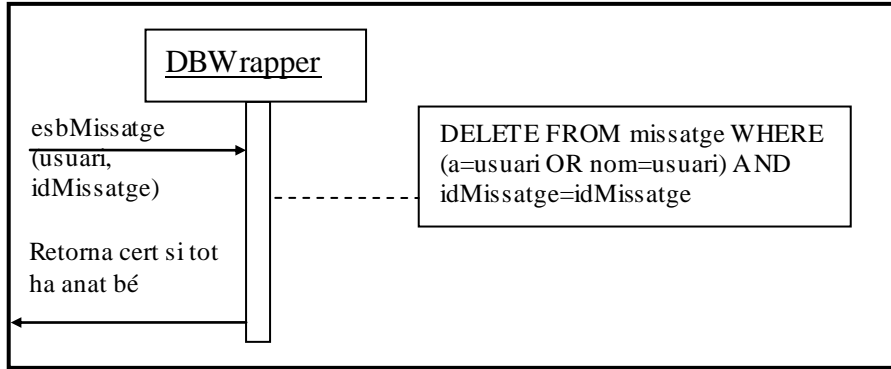 DBWrapper
esbMissatge
(usuari,
idMissatge)
DELETE FROM missatge WHERE
(a=usuari OR nom=usuari) AND
idMissatge=idMissatge
Retorna cert si tot
ha anat bé